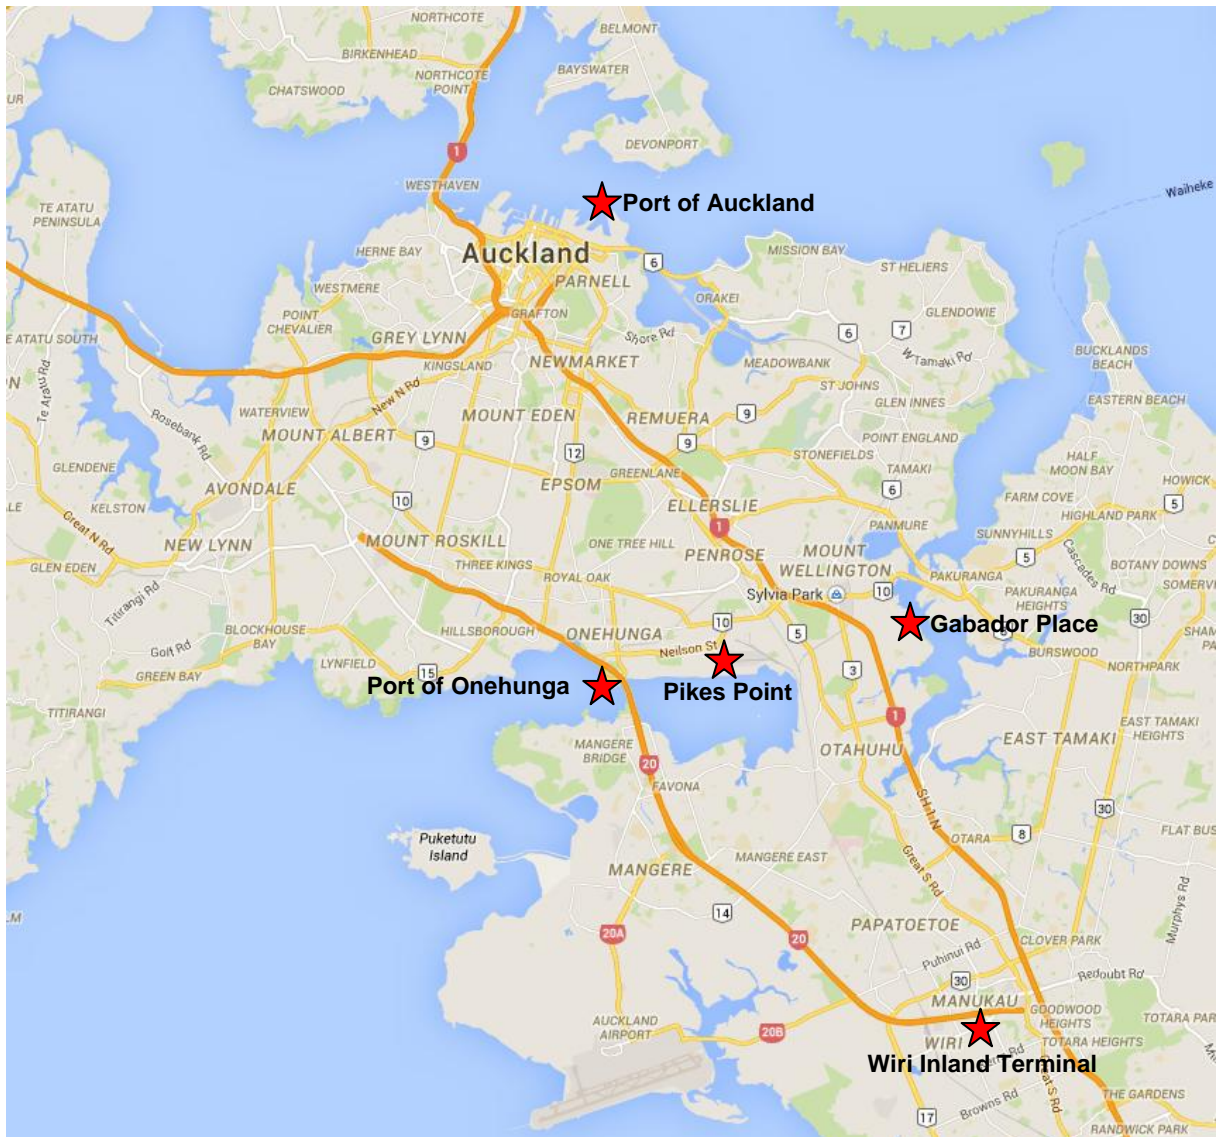 NORTHCOTE
BELMONT
BIRKENHEAD
BAYSWATER
NORTHCOTE
POINT
CHATSWOOD
DEVONPORT
1
WESTHAVEN
Waiheke
TE ATATU
PENINSULA
Port of Auckland
HERNE BAY
Auckland
MISSION BAY
6
ST HELIERS
PARNELL
WESTMERE
ORAKEI
POINT
CHEVALIER
GRAFTON
GLENDOWIE
GREY LYNN
Shore Rd
6
7
E ATATU SOUTH
BUCKLANDS
BEACH
KINGSLAND
NEWMARKET
MEADOWBANK
W Tamaki Rd
Te Atatu Rd
ST JOHNS
New N Rd
EASTERN BEACH
WATERVIEW
MOUNT EDEN
REMUERA
9
GLEN INNES
Rosebank Rd
MOUNT ALBERT
9
9
POINT ENGLAND
12
STONEFIELDS
HALF
MOON BAY
GLENDENE
GREENLANE
TAMAKI
AVONDALE
EPSOM
6
HOWICK
KELSTON
10
ELLERSLIE
FARM COVE
5
Great N Rd
1
PANMURE
HIGHLAND PARK
NEW LYNN
MOUNT ROSKILL
ONE TREE HILL
PENROSE
MOUNT
WELLINGTON
SUNNYHILLS
5
GLEN EDEN
THREE KINGS
ROYAL OAK
PAKURANGA
Cascades Rd
BOTANY DOWNS
Titirangi Rd
Sylvia Park
10
PAKURANGA
HEIGHTS
SOMERV
BLOCKHOUSE
BAY
HILLSBOROUGH
ONEHUNGA
10
5
Gabador Place
30
Golf Rd
Neilson St
BURSWOOD
GREEN BAY
LYNFIELD
15
3
NORTHPARK
Port of Onehunga
Pikes Point
TITIRANGI
1
EAST TAMAKI
HEIGHTS
MANGERE
BRIDGE
OTAHUHU
EAST TAMAKI
20
FAVONA
SH 1 N
30
Puketutu
Island
OTARA
8
FLAT BUS
MANGERE
MANGERE EAST
Great S Rd
14
Murphys Rd
PAPATOETOE
20A
20
CLOVER PARK
Puhinui Rd
30
Redoubt Rd
MANUKAU
GOODWOOD
HEIGHTS
AUCKLAND
AIRPORT
20B
TOTARA PAR
WIRI
TOTARA HEIGHTS
Wiri Inland Terminal
Great S Rd
THE GARDENS
Browns Rd
17
RANDWICK PARK